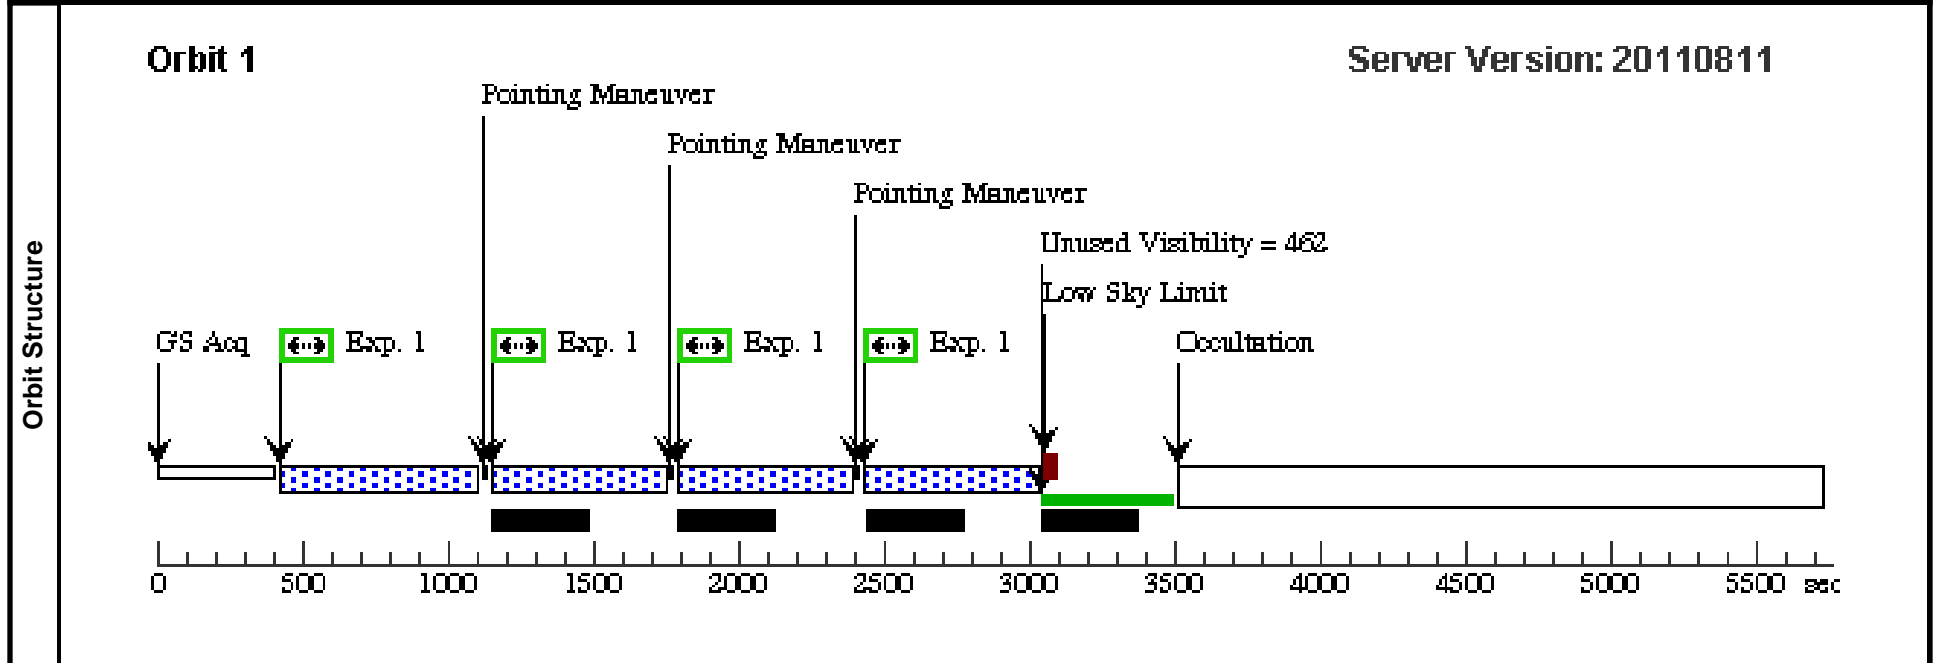 Orbit 1
Server Version: 20110811
Pointing Maneuver
Pointing Maneuver
Pointing Maneuver
Unused Visibility = 462
Low Sky Limit
GS Acq
Exp. 1
Exp. 1
Exp. 1
Exp. 1
Occultation
Orbit Structure
0 500 1000 1500 2000 2500 3000 3500 4000 4500 5000 5500 sec